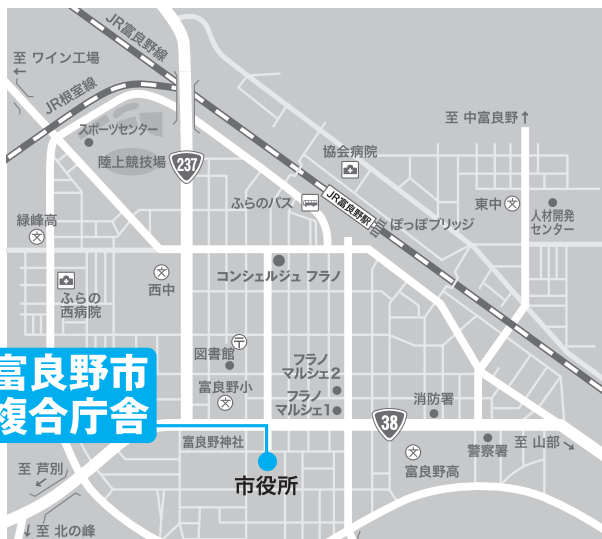 JR富良野線
至 ワイン工場
←
JR根室線
スポーツセンター
陸上競技場
237
至 中富良野↑
協会病院
ふらのバス
JR富良野駅
ぽっぽブリッジ
東中
文
人材開発
センター
緑峰高
文
文
西中
コンシェルジュ フラノ
ふらの
西病院
図書館
〒
富良野小
文
フラノ
マルシェ2
フラノ
マルシェ1
富良野市
複合庁舎
富良野神社
38
消防署
警察署
至 山部
↘
文
富良野高
市役所
至 芦別
↙
↓至 北の峰